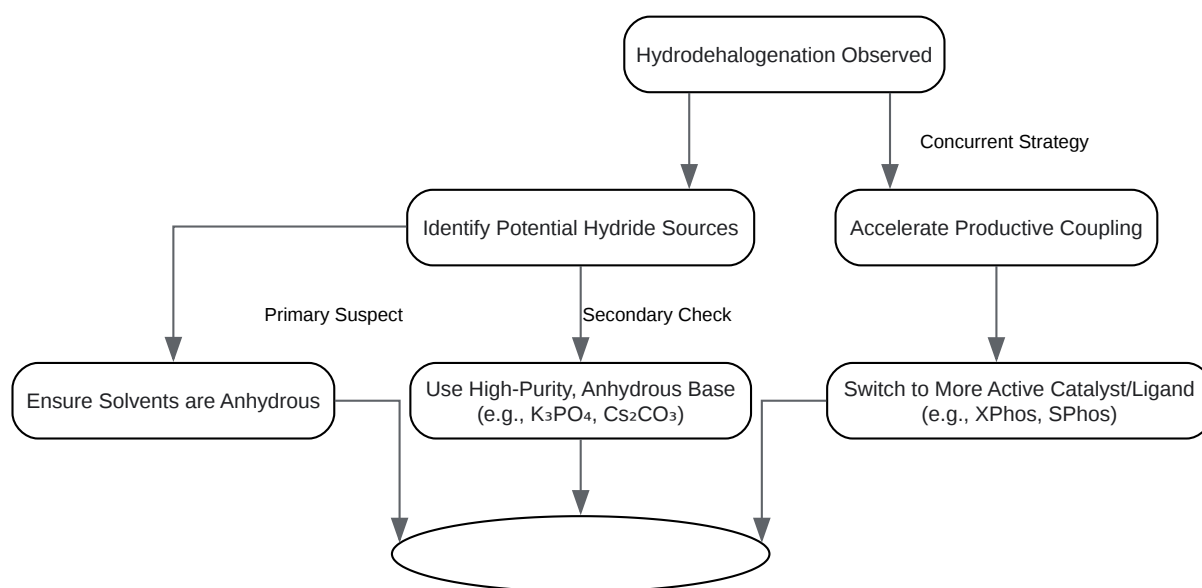 Hydrodehalogenation Observed
Concurrent Strategy
Identify Potential Hydride Sources
Accelerate Productive Coupling
Primary Suspect
Secondary Check
Ensure Solvents are Anhydrous
Use High-Purity, Anhydrous Base
(e.g., K₃PO₄, Cs₂CO₃)
Switch to More Active Catalyst/Ligand
(e.g., XPhos, SPhos)